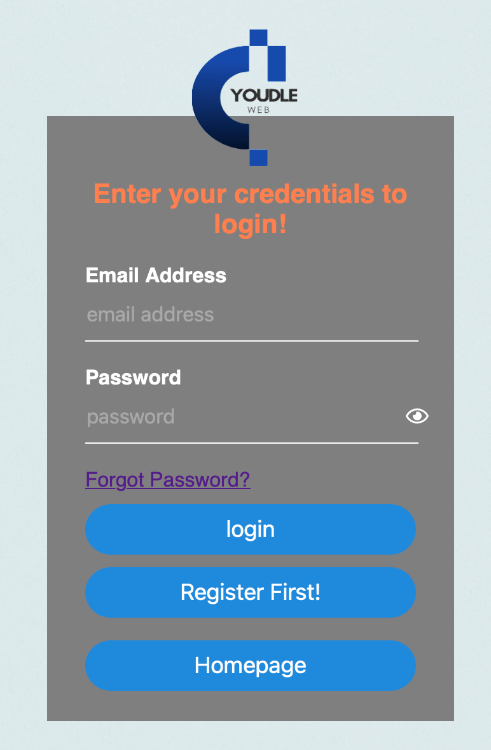 YOUDLE
WEB
Enter your credentials to
login!
Email Address
email address
Password
password
Forgot Password?
login
Register First!
Homepage